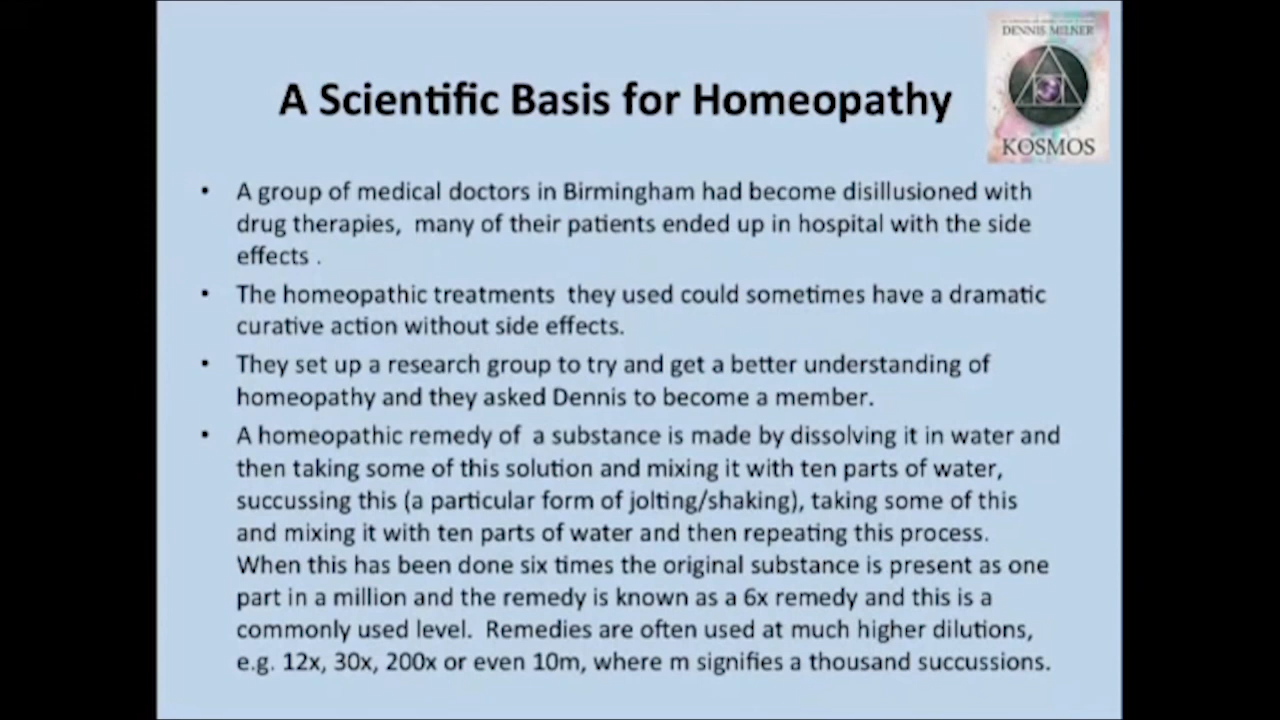 DENNIS MILNER
KOSMOS
A Scientific Basis for Homeopathy
• A group of medical doctors in Birmingham had become disillusioned with
drug therapies, many of their patients ended up in hospital with the side
effects .
• The homeopathic treatments they used could sometimes have a dramatic
curative action without side effects.
• They set up a research group to try and get a better understanding of
homeopathy and they asked Dennis to become a member.
• A homeopathic remedy of a substance is made by dissolving it in water and
then taking some of this solution and mixing it with ten parts of water,
succussing this (a particular form of jolting/shaking), taking some of this
and mixing it with ten parts of water and then repeating this process.
When this has been done six times the original substance is present as one
part in a million and the remedy is known as a 6x remedy and this is a
commonly used level. Remedies are often used at much higher dilutions,
e.g. 12x, 30x, 200x or even 10m, where m signifies a thousand succussions.